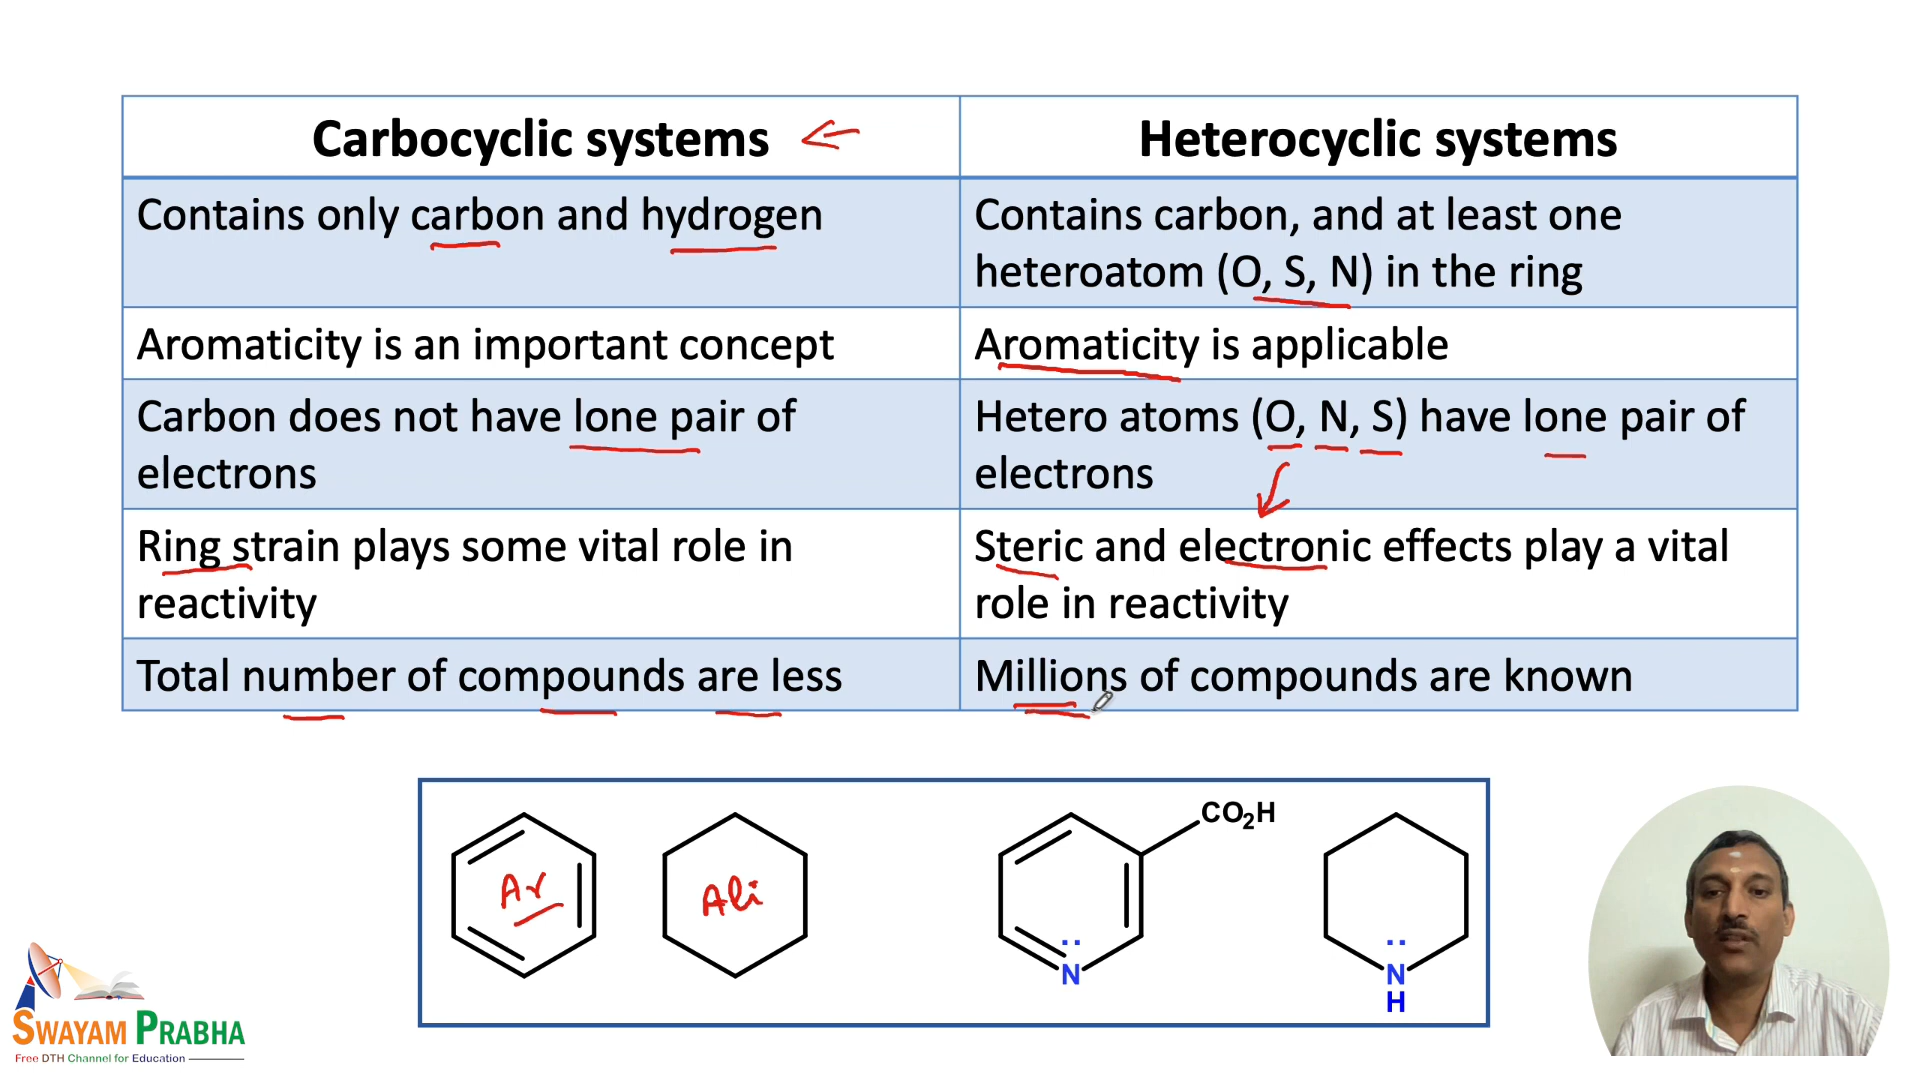 Carbocyclic systems
Heterocyclic systems
Contains only carbon and hydrogen
Contains carbon, and at least one
heteroatom (O, S, N) in the ring
Aromaticity is an important concept
Aromaticity is applicable
Carbon does not have lone pair of
electrons
Hetero atoms (O, N, S) have lone pair of
electrons
Ring strain plays some vital role in
reactivity
Steric and electronic effects play a vital
role in reactivity
Total number of compounds are less
Millions of compounds are known
Ar
Ali
CO₂H
N
N
H
SWAYAM PRABHA
Free DTH Channel for Education